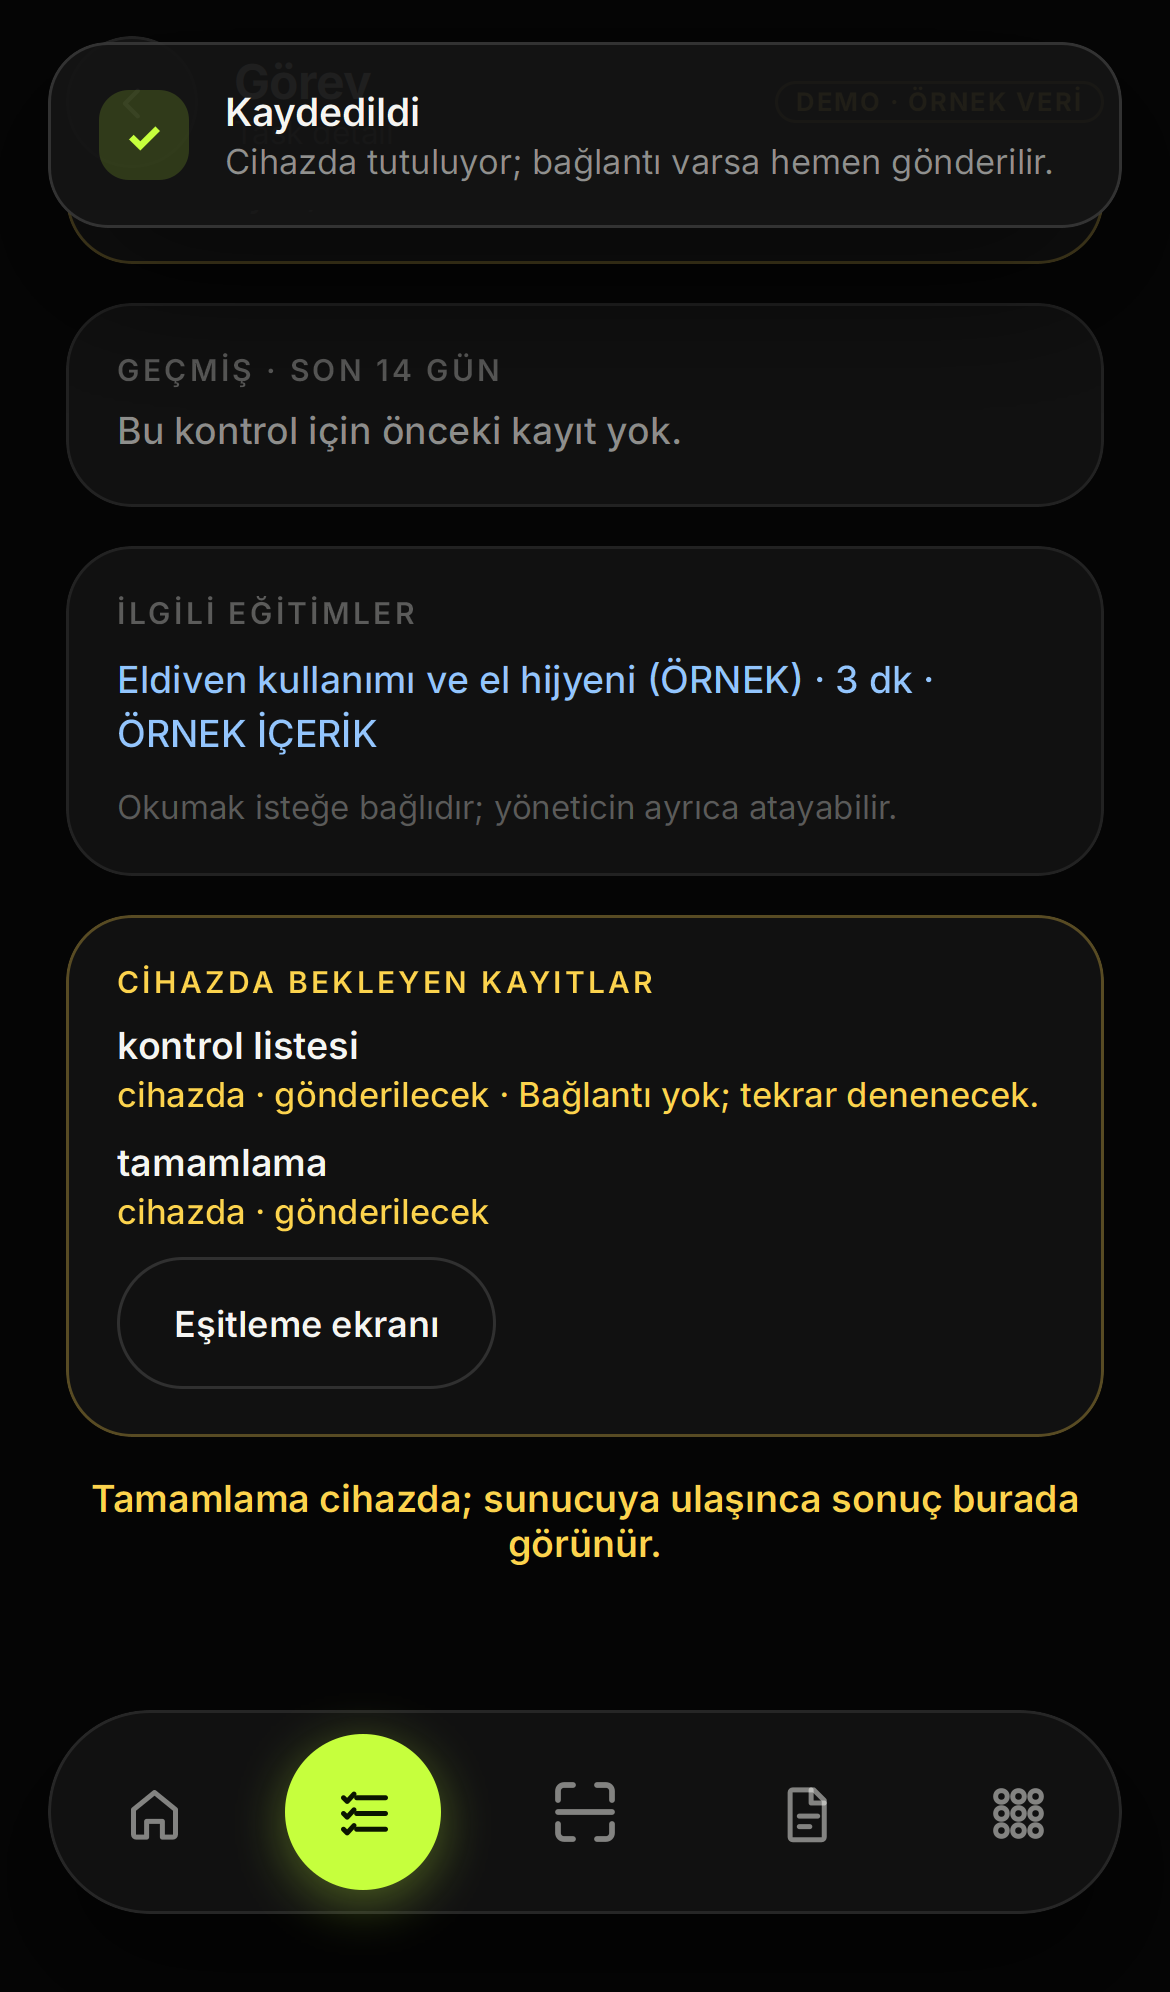 Görev
DEMO · ÖRNEK VERİ
Kaydedildi
Cihazda tutuluyor; bağlantı varsa hemen gönderilir.
GEÇMİŞ · SON 14 GÜN
Bu kontrol için önceki kayıt yok.
İLGİLİ EĞİTİMLER
Eldiven kullanımı ve el hijyeni (ÖRNEK) · 3 dk ·
ÖRNEK İÇERİK
Okumak isteğe bağlıdır; yöneticin ayrıca atayabilir.
CİHAZDA BEKLEYEN KAYITLAR
kontrol listesi
cihazda · gönderilecek · Bağlantı yok; tekrar denenecek.
tamamlama
cihazda · gönderilecek
Eşitleme ekranı
Tamamlama cihazda; sunucuya ulaşınca sonuç burada
görünür.